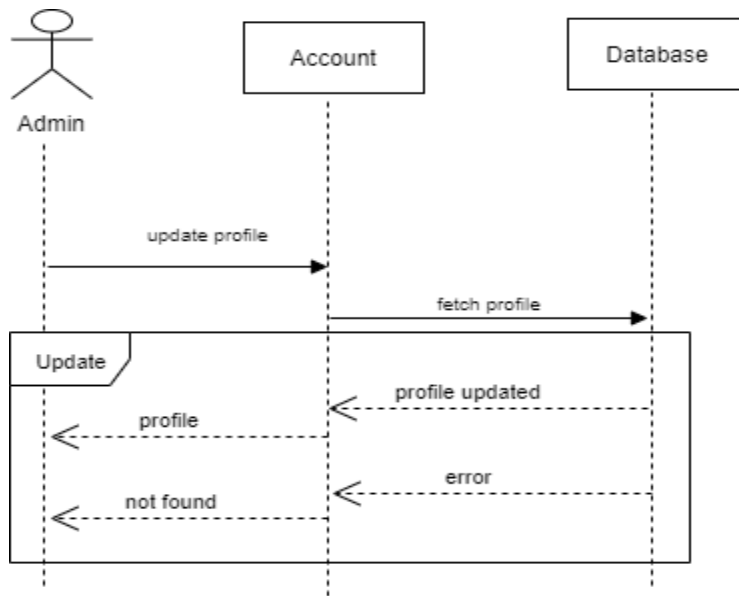 Admin
Account
Database
update profile
fetch profile
Update
profile updated
profile
error
not found